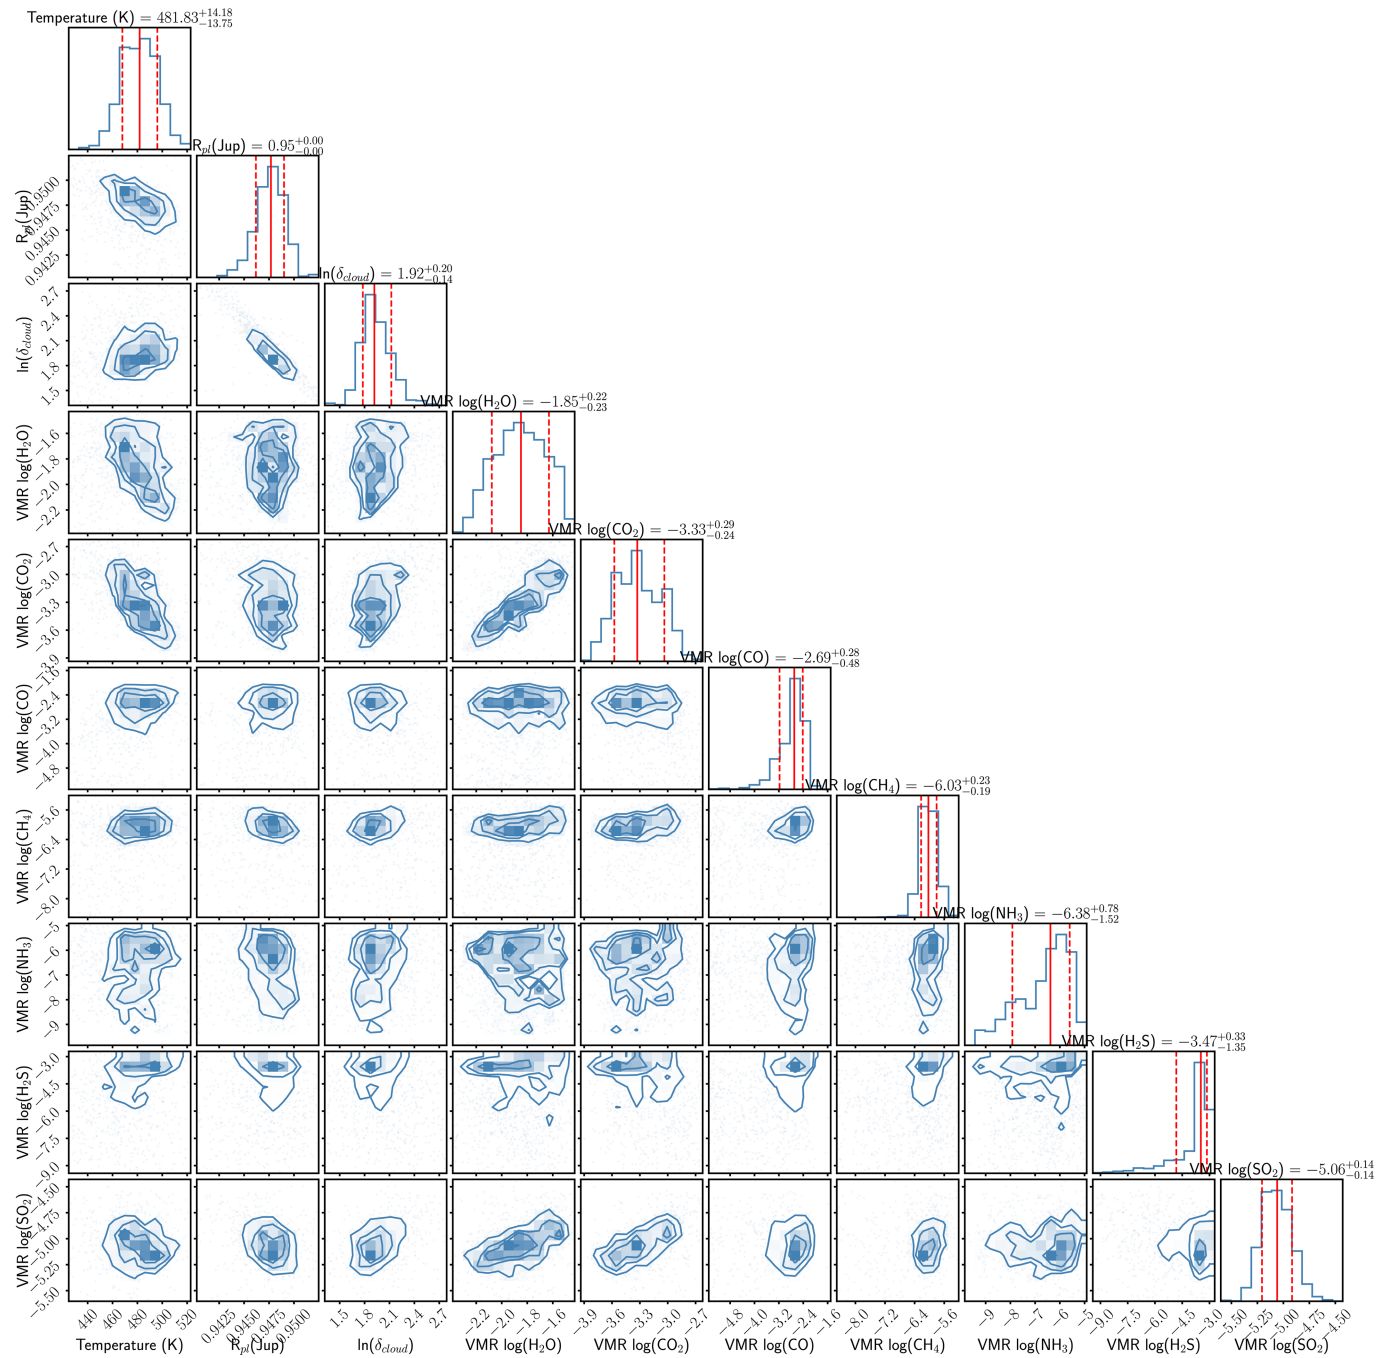 Temperature (K) = 481.83+14.18−13.75
Rpl(Jup) = 0.95+0.00−0.00
Rpl(Jup)
0.9500
0.9475
0.9450
0.9425
ln(δcloud) = 1.92+0.20−0.14
ln(δcloud)
2.7
2.4
2.1
1.8
1.5
VMR log(H2O) = −1.85+0.22−0.23
VMR log(H2O)
−1.6
−1.8
−2.0
−2.2
VMR log(CO2) = −3.33+0.29−0.24
VMR log(CO2)
−2.7
−3.0
−3.3
−3.6
−3.9
VMR log(CO) = −2.69+0.28−0.48
VMR log(CO)
−2.4
−3.2
−4.0
−4.8
VMR log(CH4) = −6.03+0.23−0.19
VMR log(CH4)
−5.6
−6.4
−7.2
−8.0
VMR log(NH3) = −6.38+0.78−1.52
VMR log(NH3)
−5
−6
−7
−8
−9
VMR log(H2S) = −3.47+0.33−1.35
VMR log(H2S)
−3.0
−4.5
−6.0
−7.5
−9.0
VMR log(SO2) = −5.06+0.14−0.14
VMR log(SO2)
−4.50
−4.75
−5.00
−5.25
−5.50
440 460 480 500 520
0.9425 0.9450 0.9475 0.9500
1.5 1.8 2.1 2.4 2.7
−2.2 −2.0 −1.8 −1.6
−3.9 −3.6 −3.3 −3.0 −2.7
−4.8 −4.0 −3.2 −2.4 −1.6
−8.0 −7.2 −6.4 −5.6
−9 −8 −7 −6 −5
−9.0 −7.5 −6.0 −4.5 −3.0
−5.50 −5.25 −5.00 −4.75 −4.50
Temperature (K) Rpl(Jup) ln(δcloud) VMR log(H2O) VMR log(CO2) VMR log(CO) VMR log(CH4) VMR log(NH3) VMR log(H2S) VMR log(SO2)